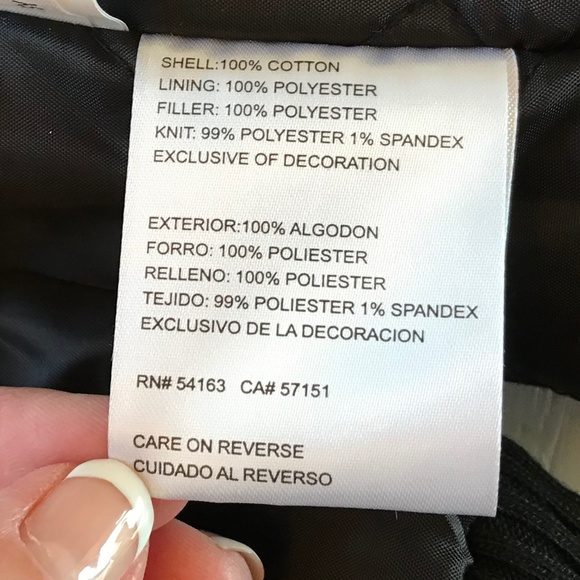 SHELL:100% COTTON
LINING: 100% POLYESTER
FILLER: 100% POLYESTER
KNIT: 99% POLYESTER 1% SPANDEX
EXCLUSIVE OF DECORATION
EXTERIOR:100% ALGODON
FORRO: 100% POLIESTER
RELLENO: 100% POLIESTER
TEJIDO: 99% POLIESTER 1% SPANDEX
EXCLUSIVO DE LA DECORACION
RN# 54163 CA# 57151
CARE ON REVERSE
CUIDADO AL REVERSO